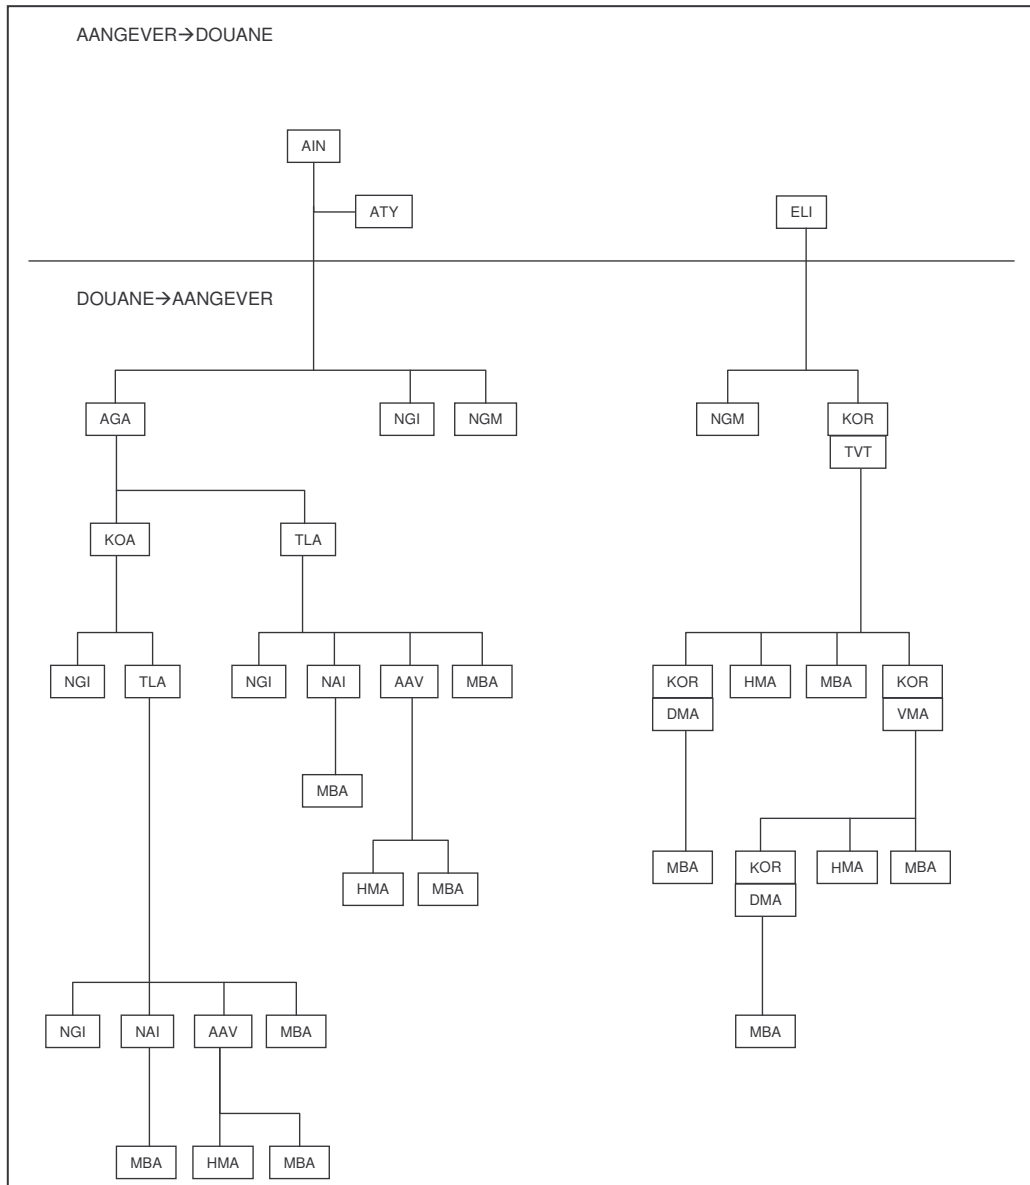 AANGEVER→DOUANE
AIN
ATY
ELI
DOUANE→AANGEVER
AGA
NGI
NGM
NGM
KOR
TVT
KOA
TLA
NGI
TLA
NGI
NAI
AAV
MBA
KOR
HMA
MBA
KOR
DMA
VMA
MBA
MBA
KOR
HMA
MBA
HMA
MBA
DMA
NGI
NAI
AAV
MBA
MBA
MBA
HMA
MBA